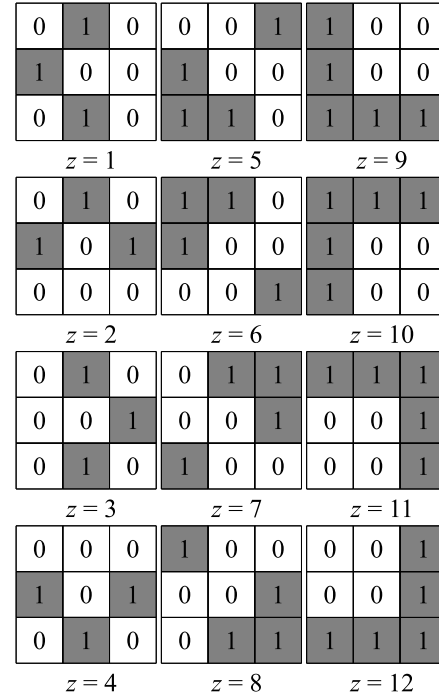 0 1 0 0 0 1 1 0 0
1 0 0 1 0 0 1 0 0
0 1 0 1 1 0 1 1 1
z = 1 z = 5 z = 9
0 1 0 1 1 0 1 1 1
1 0 1 1 0 0 1 0 0
0 0 0 0 0 1 1 0 0
z = 2 z = 6 z = 10
0 1 0 0 1 1 1 1 1
0 0 1 0 0 1 0 0 1
0 1 0 1 0 0 0 0 1
z = 3 z = 7 z = 11
0 0 0 1 0 0 0 0 1
1 0 1 0 0 1 0 0 1
0 1 0 0 1 1 1 1 1
z = 4 z = 8 z = 12